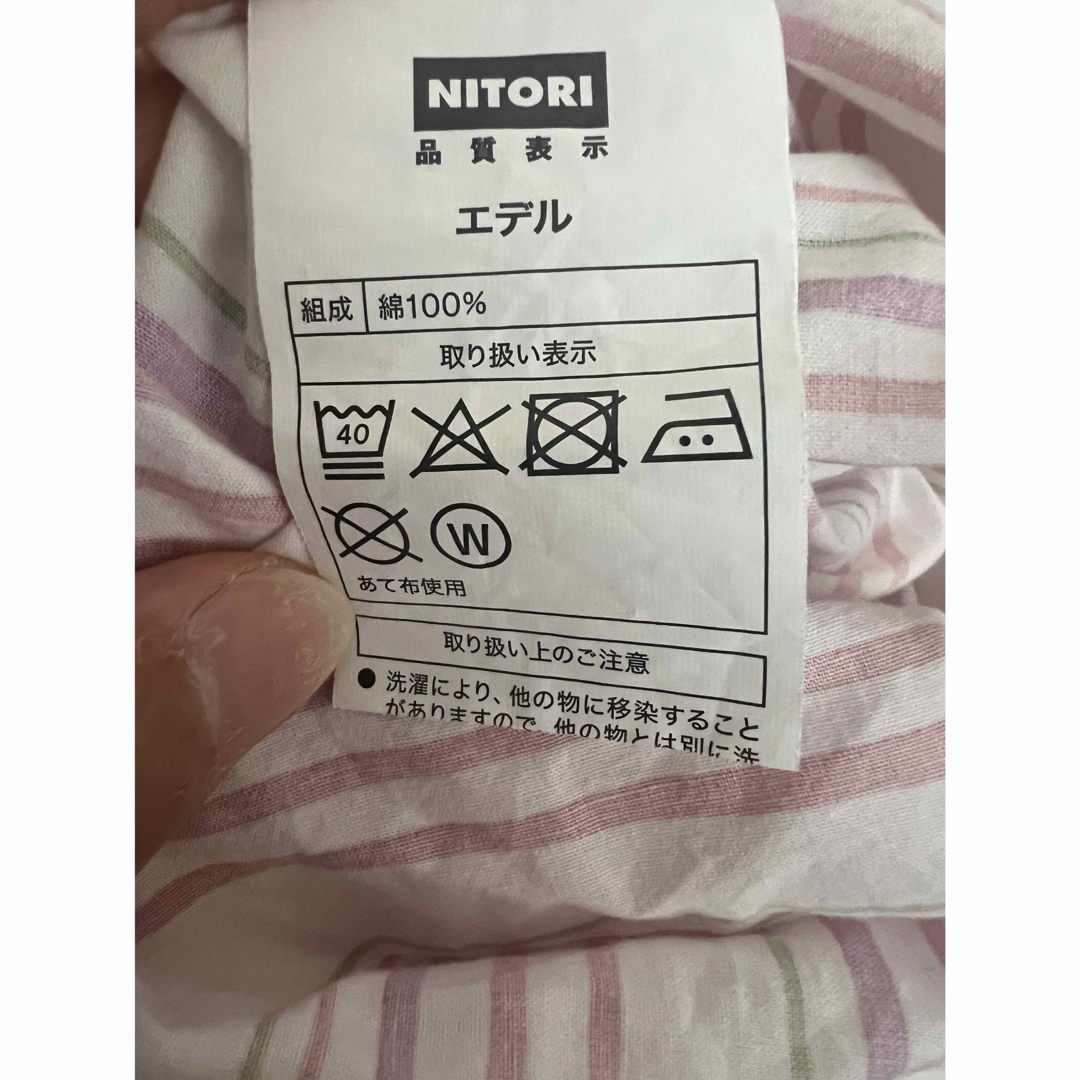 NITORI
品質表示
エデル
組成 綿100%
取り扱い表示
40
W
あて布使用
取り扱い上のご注意
● 洗濯により、他の物に移染すること
がありますので、他の物とは別に洗